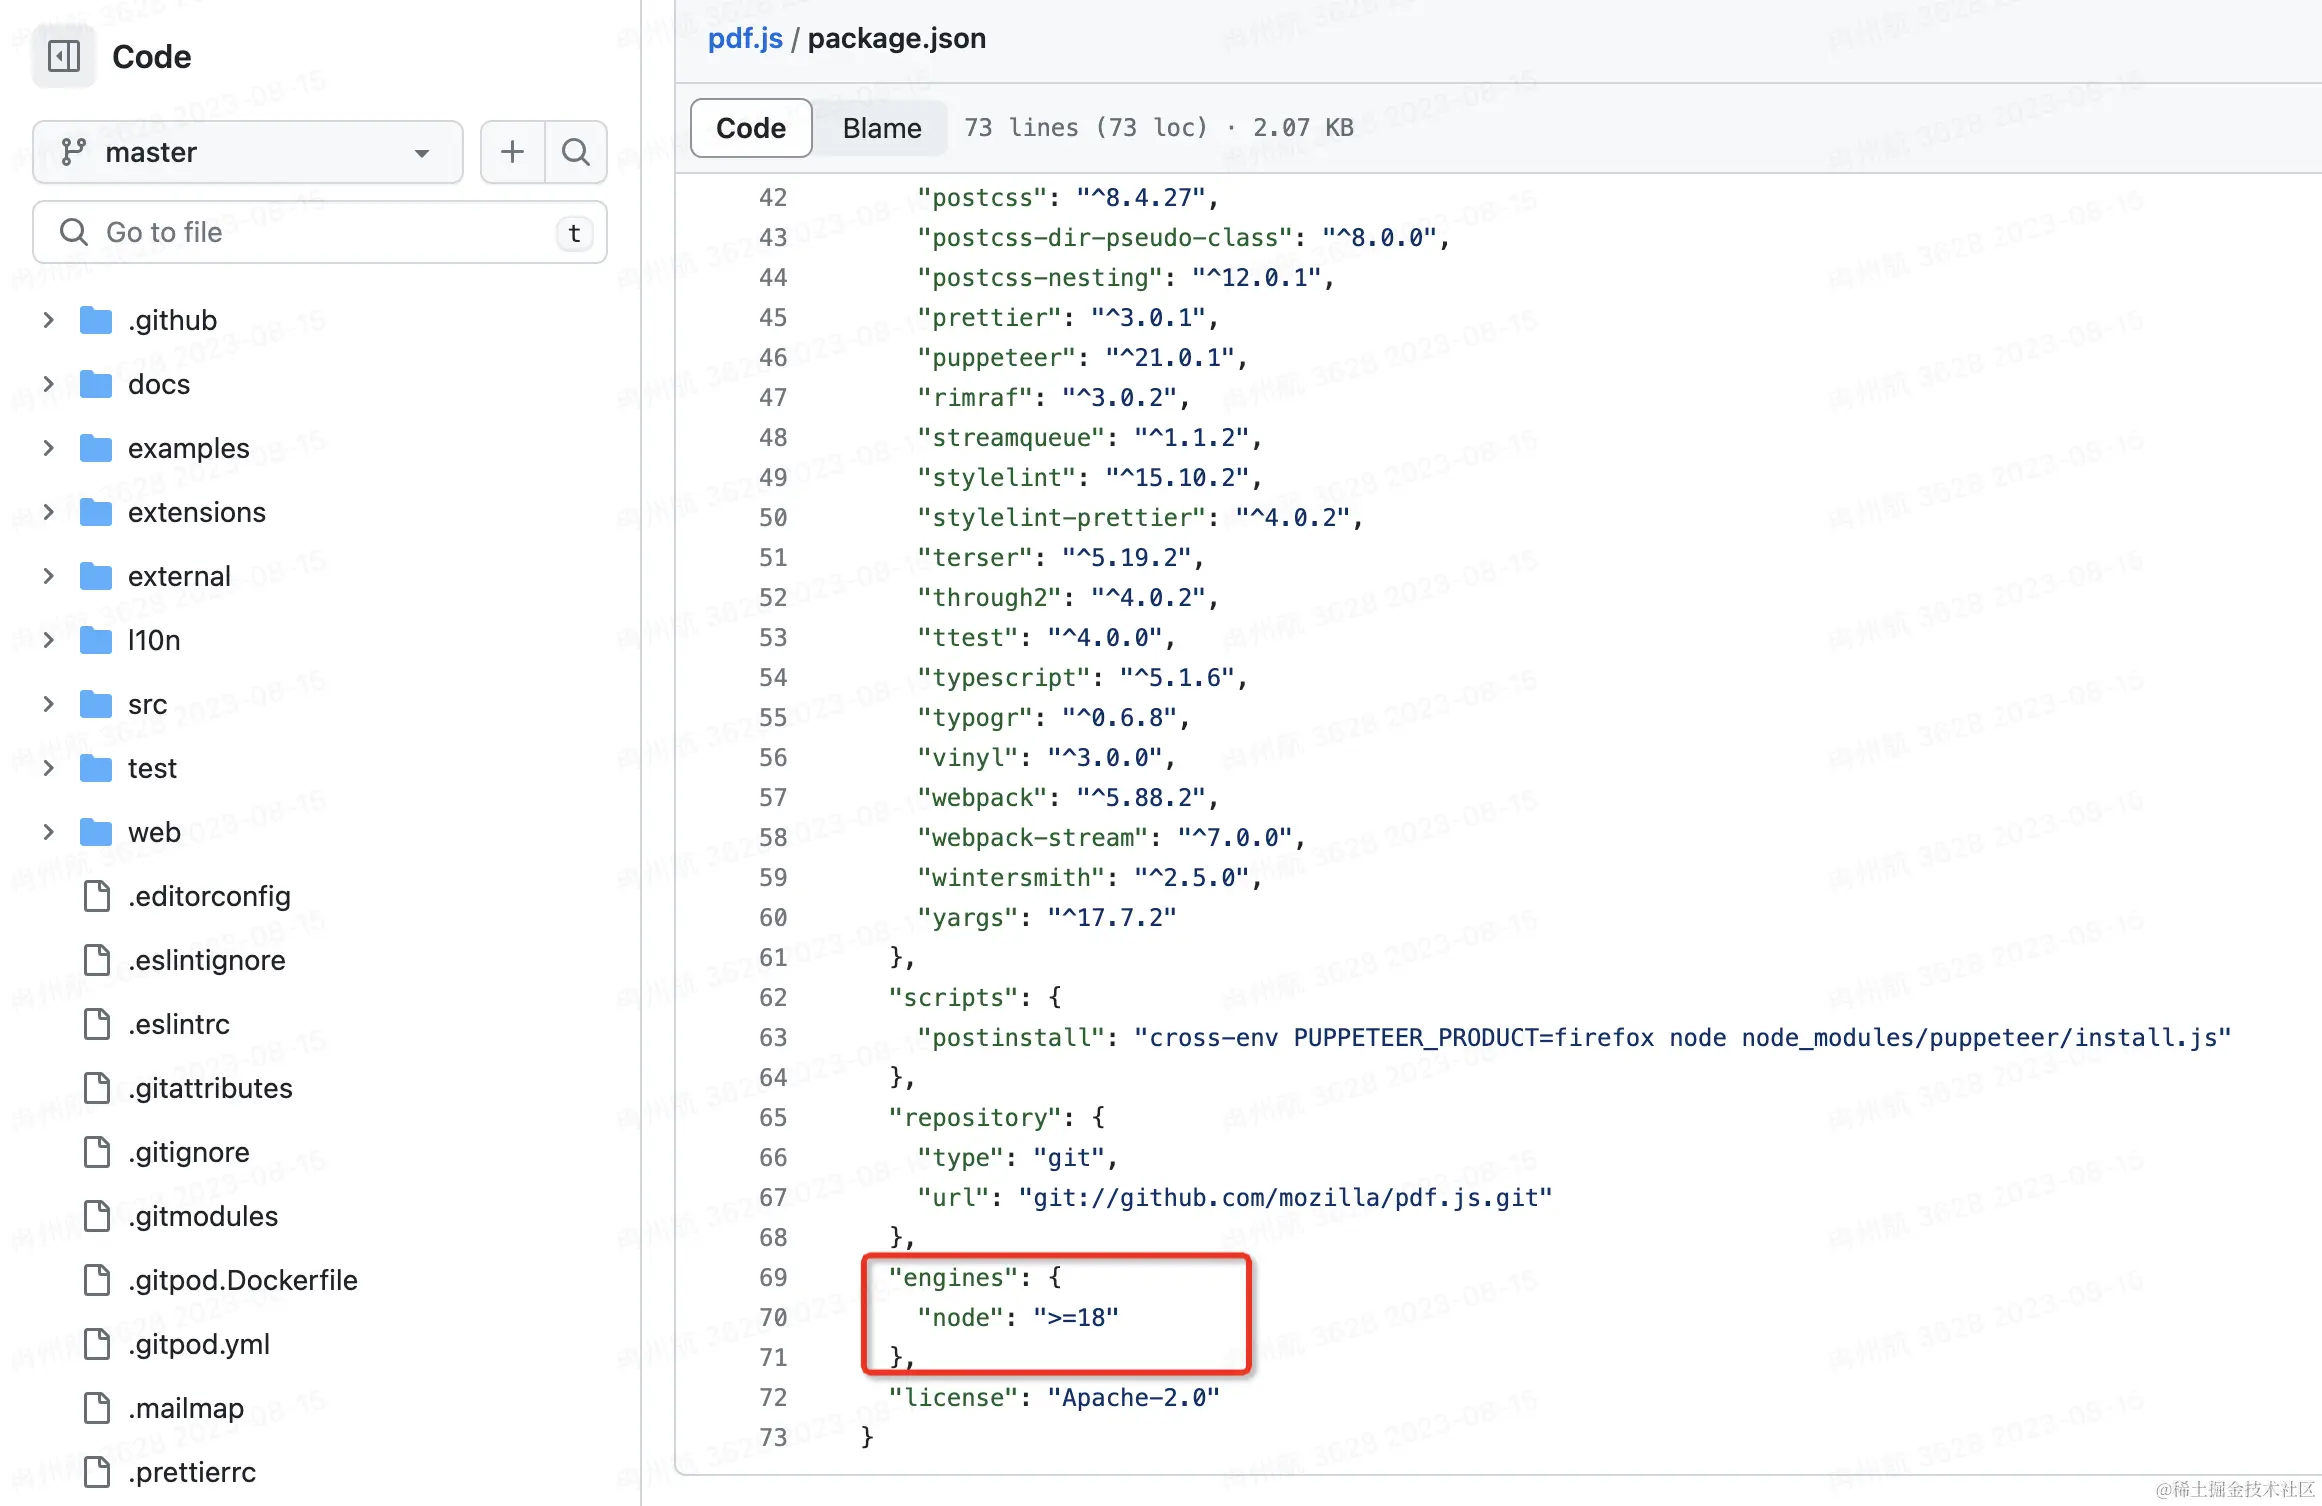 Code
master
Go to file
t
.github
docs
examples
extensions
external
l10n
src
test
web
.editorconfig
.eslintignore
.eslintrc
.gitattributes
.gitignore
.gitmodules
.gitpod.Dockerfile
.gitpod.yml
.mailmap
.prettierrc
pdf.js / package.json
Code Blame 73 lines (73 loc) · 2.07 KB
42 "postcss": "^8.4.27",
43 "postcss-dir-pseudo-class": "^8.0.0",
44 "postcss-nesting": "^12.0.1",
45 "prettier": "^3.0.1",
46 "puppeteer": "^21.0.1",
47 "rimraf": "^3.0.2",
48 "streamqueue": "^1.1.2",
49 "stylelint": "^15.10.2",
50 "stylelint-prettier": "^4.0.2",
51 "terser": "^5.19.2",
52 "through2": "^4.0.2",
53 "ttest": "^4.0.0",
54 "typescript": "^5.1.6",
55 "typogr": "^0.6.8",
56 "vinyl": "^3.0.0",
57 "webpack": "^5.88.2",
58 "webpack-stream": "^7.0.0",
59 "wintersmith": "^2.5.0",
60 "yargs": "^17.7.2"
61 },
62 "scripts": {
63 "postinstall": "cross-env PUPPETEER_PRODUCT=firefox node node_modules/puppeteer/install.js"
64 },
65 "repository": {
66 "type": "git",
67 "url": "git://github.com/mozilla/pdf.js.git"
68 },
69 "engines": {
70 "node": ">=18"
71 },
72 "license": "Apache-2.0"
73 }
@稀土掘金技术社区